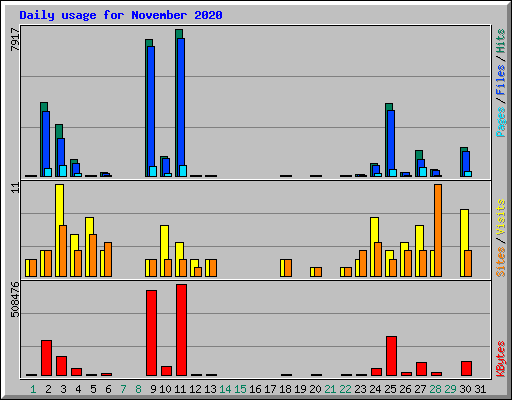 Daily usage for November 2020
7917
Pages / Files / Hits
11
Sites / Visits
508476
KBytes
1 2 3 4 5 6 7 8 9 10 11 12 13 14 15 16 17 18 19 20 21 22 23 24 25 26 27 28 29 30 31